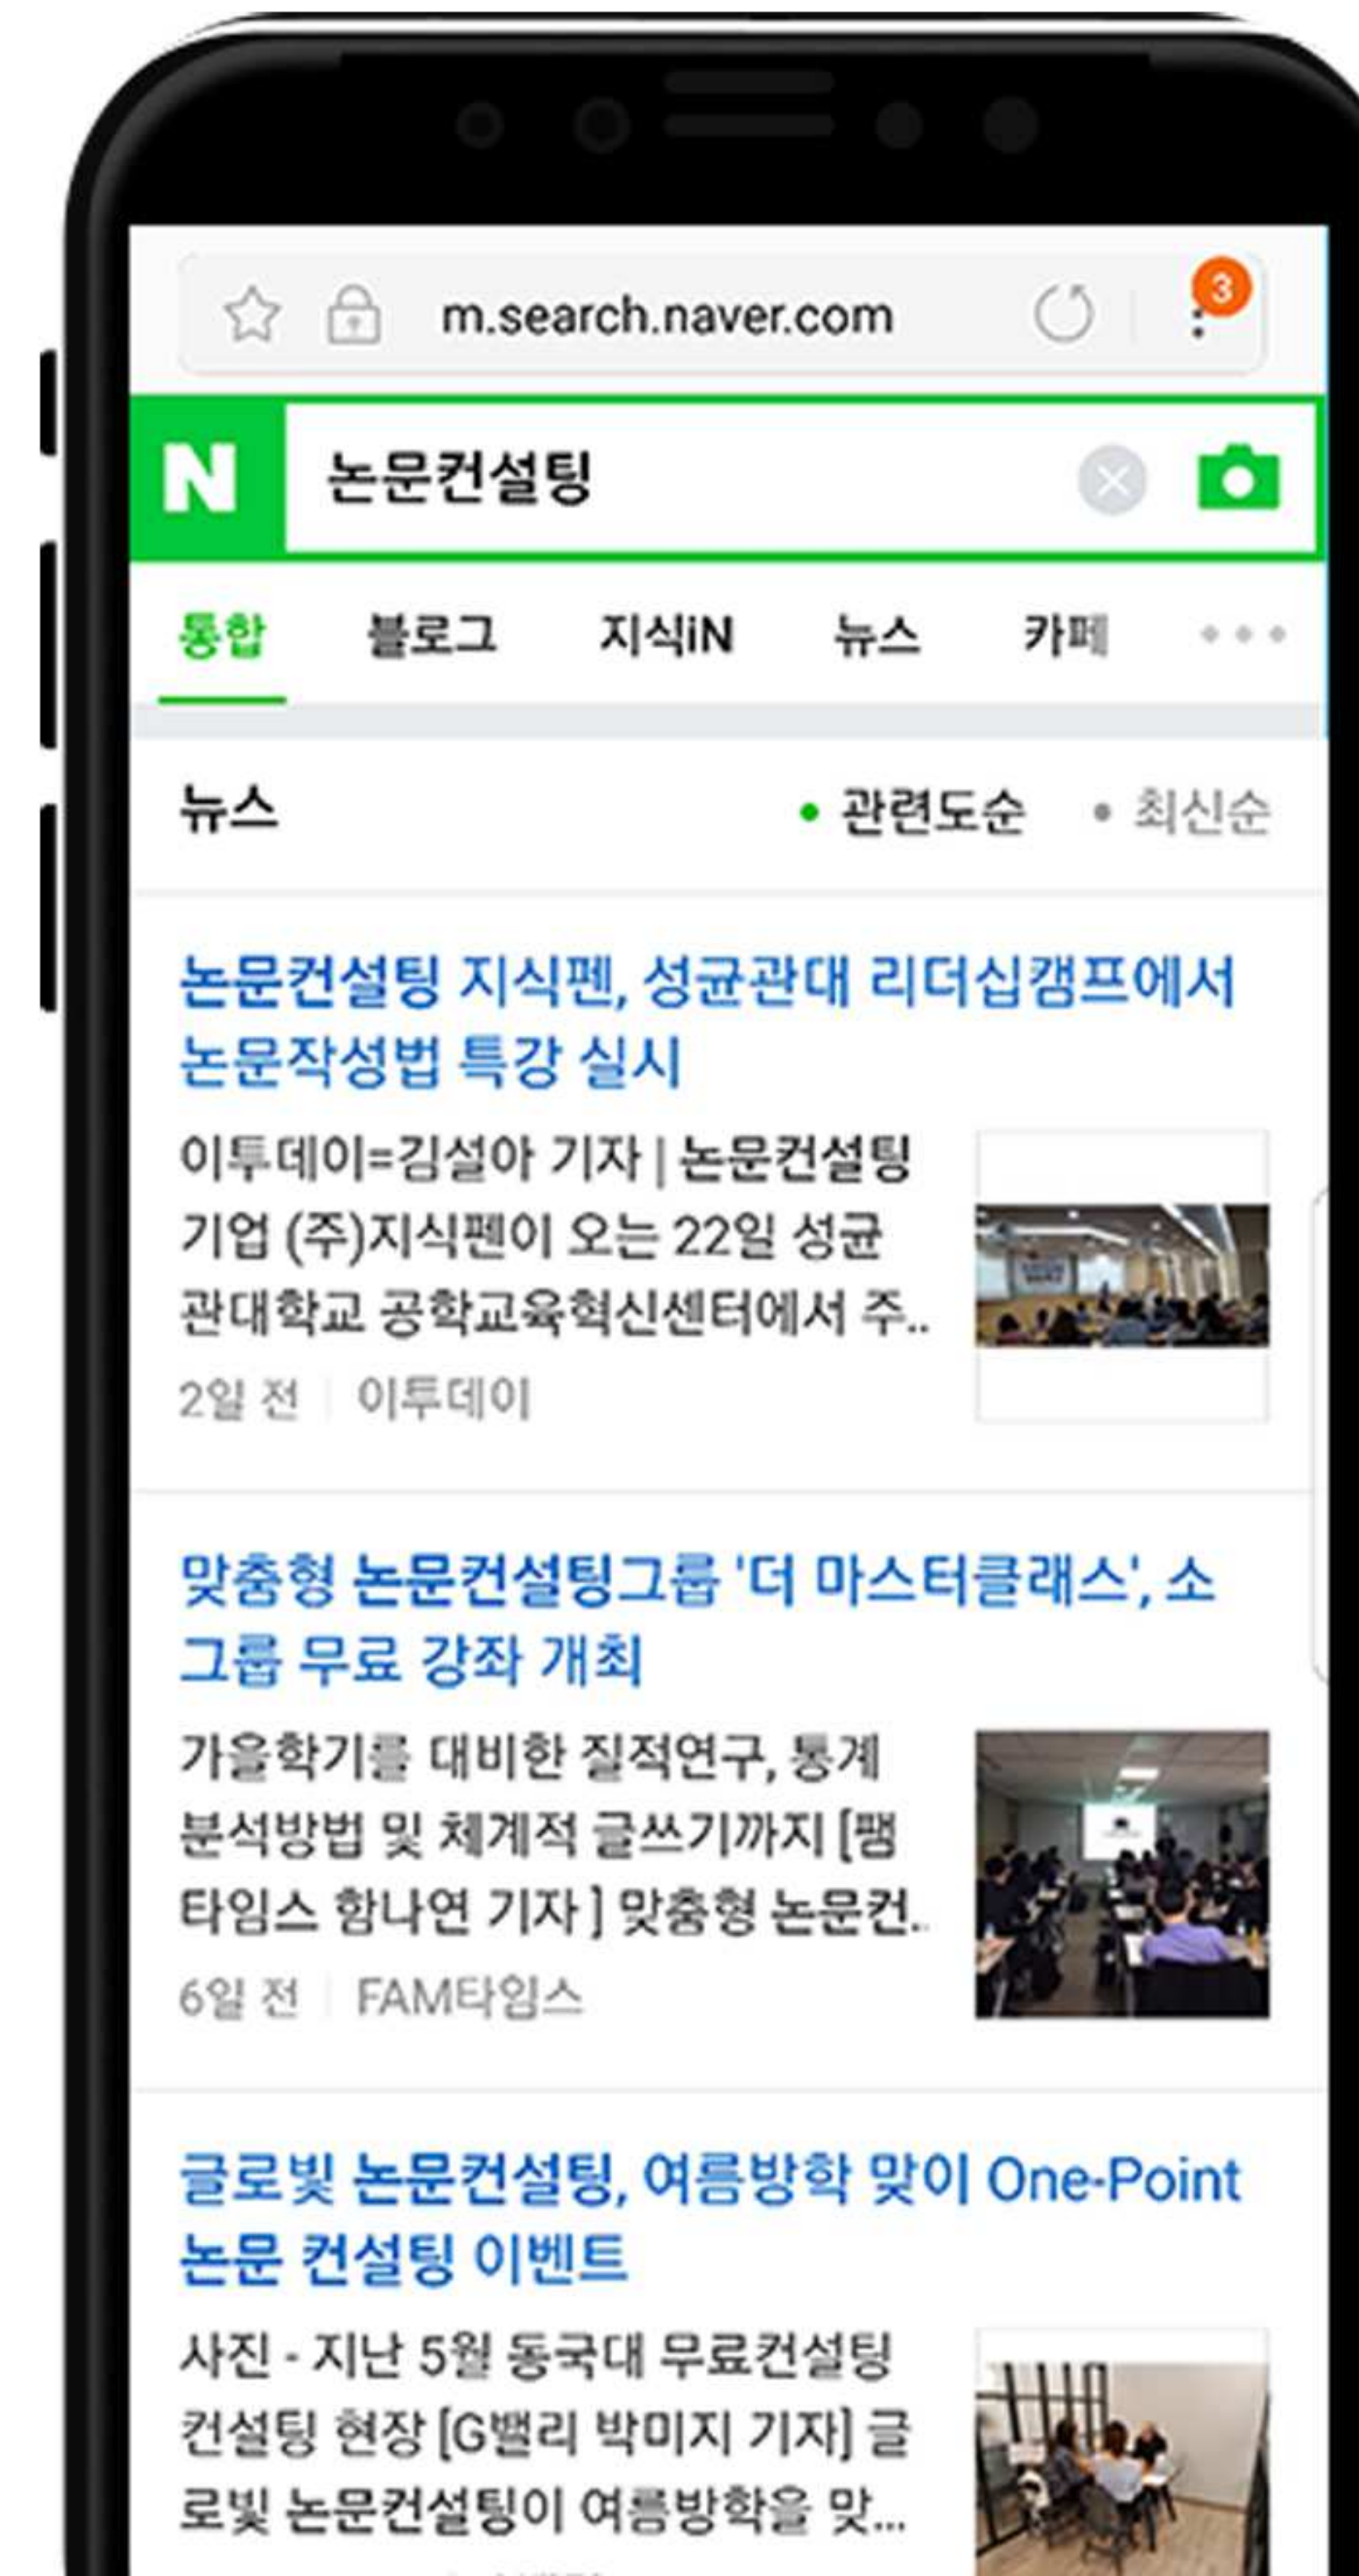 m.search.naver.com
3
N
논문컨설팅
통합 블로그 지식iN 뉴스 카페
뉴스 • 관련도순 • 최신순
논문컨설팅 지식펜, 성균관대 리더십캠프에서
논문작성법 특강 실시
이투데이=김설아 기자 | 논문컨설팅
기업 (주)지식펜이 오는 22일 성균
관대학교 공학교육혁신센터에서 주..
2일 전 | 이투데이
맞춤형 논문컨설팅그룹 '더 마스터클래스', 소
그룹 무료 강좌 개최
가을학기를 대비한 질적연구, 통계
분석방법 및 체계적 글쓰기까지 [팸
타임스 함나연 기자 ] 맞춤형 논문컨..
6일 전 | FAM타임스
글로빛 논문컨설팅, 여름방학 맞이 One-Point
논문 컨설팅 이벤트
사진 - 지난 5월 동국대 무료컨설팅
컨설팅 현장 [G밸리 박미지 기자] 글
로빛 논문컨설팅이 여름방학을 맞...